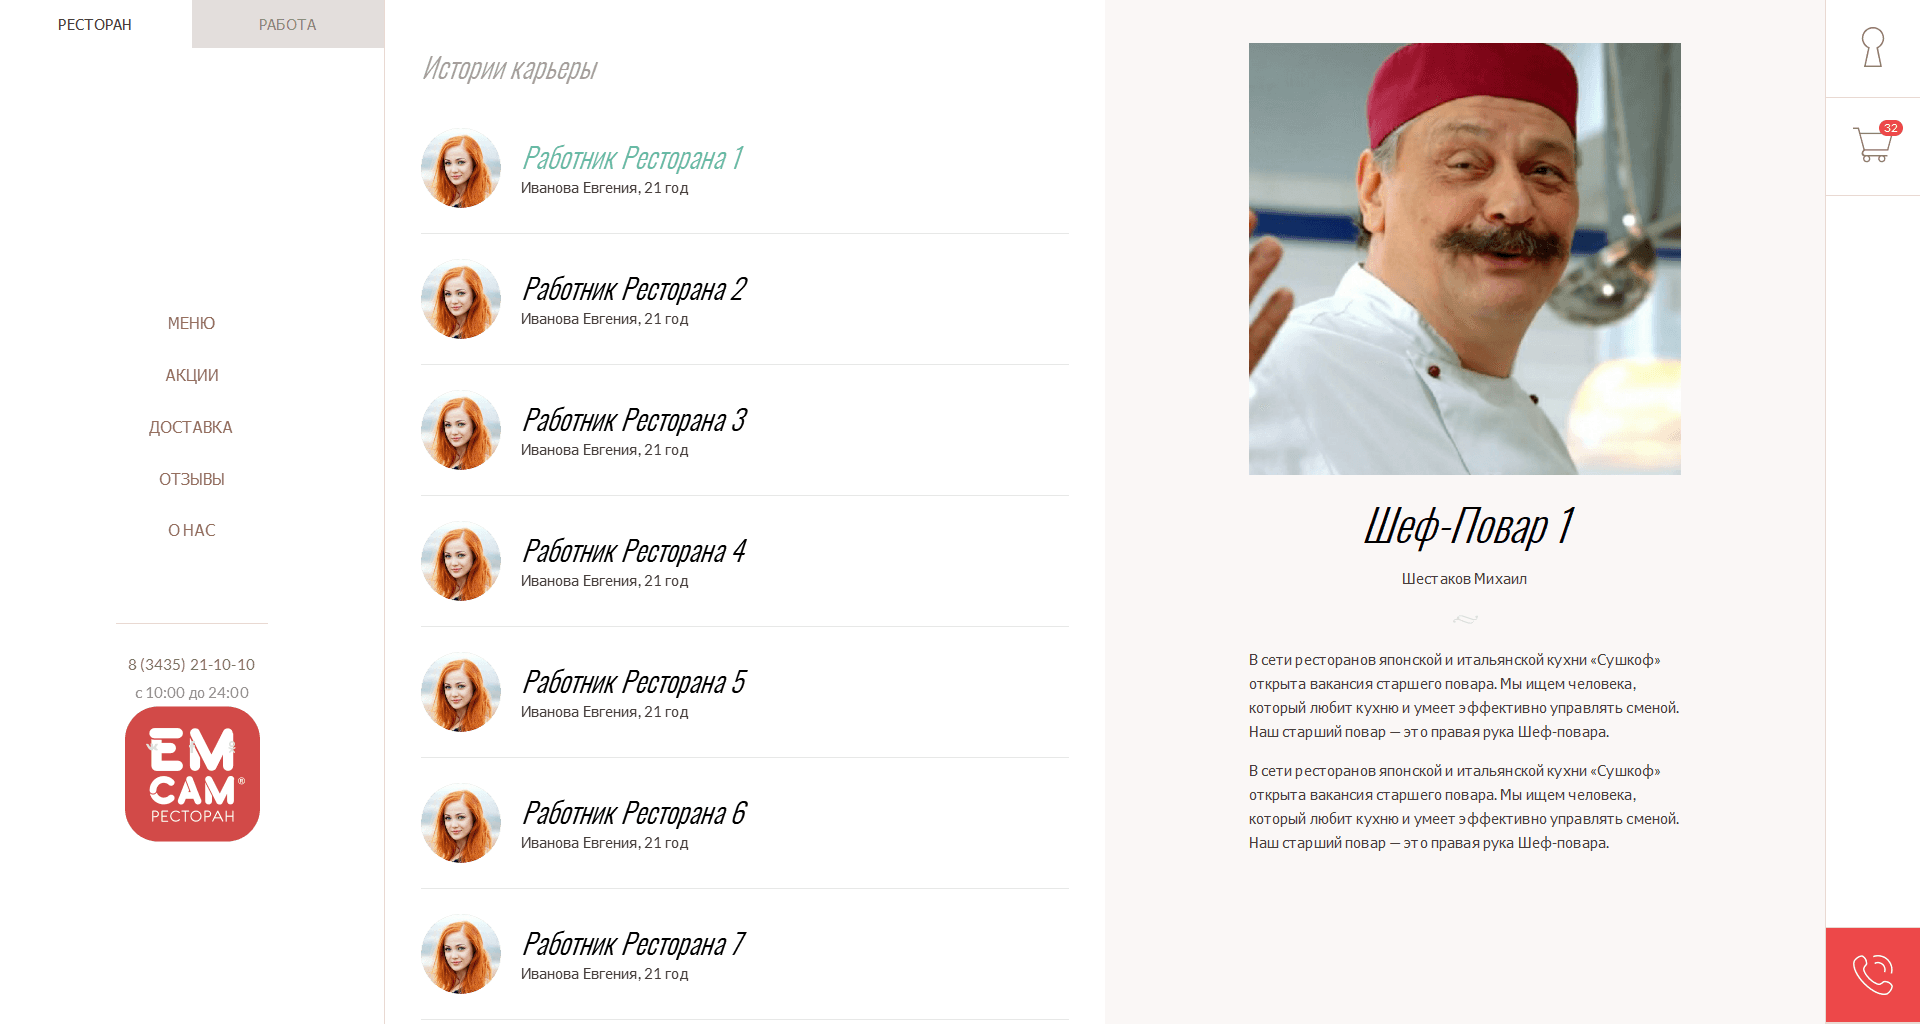 РЕСТОРАН
РАБОТА
МЕНЮ
АКЦИИ
ДОСТАВКА
ОТЗЫВЫ
О НАС
8 (3435) 21-10-10
с 10:00 до 24:00
ЕМ
САМ®
РЕСТОРАН
Истории карьеры
Работник Ресторана 1
Иванова Евгения, 21 год
Работник Ресторана 2
Иванова Евгения, 21 год
Работник Ресторана 3
Иванова Евгения, 21 год
Работник Ресторана 4
Иванова Евгения, 21 год
Работник Ресторана 5
Иванова Евгения, 21 год
Работник Ресторана 6
Иванова Евгения, 21 год
Работник Ресторана 7
Иванова Евгения, 21 год
Шеф-Повар 1
Шестаков Михаил
В сети ресторанов японской и итальянской кухни «Сушкоф»
открыта вакансия старшего повара. Мы ищем человека,
который любит кухню и умеет эффективно управлять сменой.
Наш старший повар — это правая рука Шеф-повара.
В сети ресторанов японской и итальянской кухни «Сушкоф»
открыта вакансия старшего повара. Мы ищем человека,
который любит кухню и умеет эффективно управлять сменой.
Наш старший повар — это правая рука Шеф-повара.
32